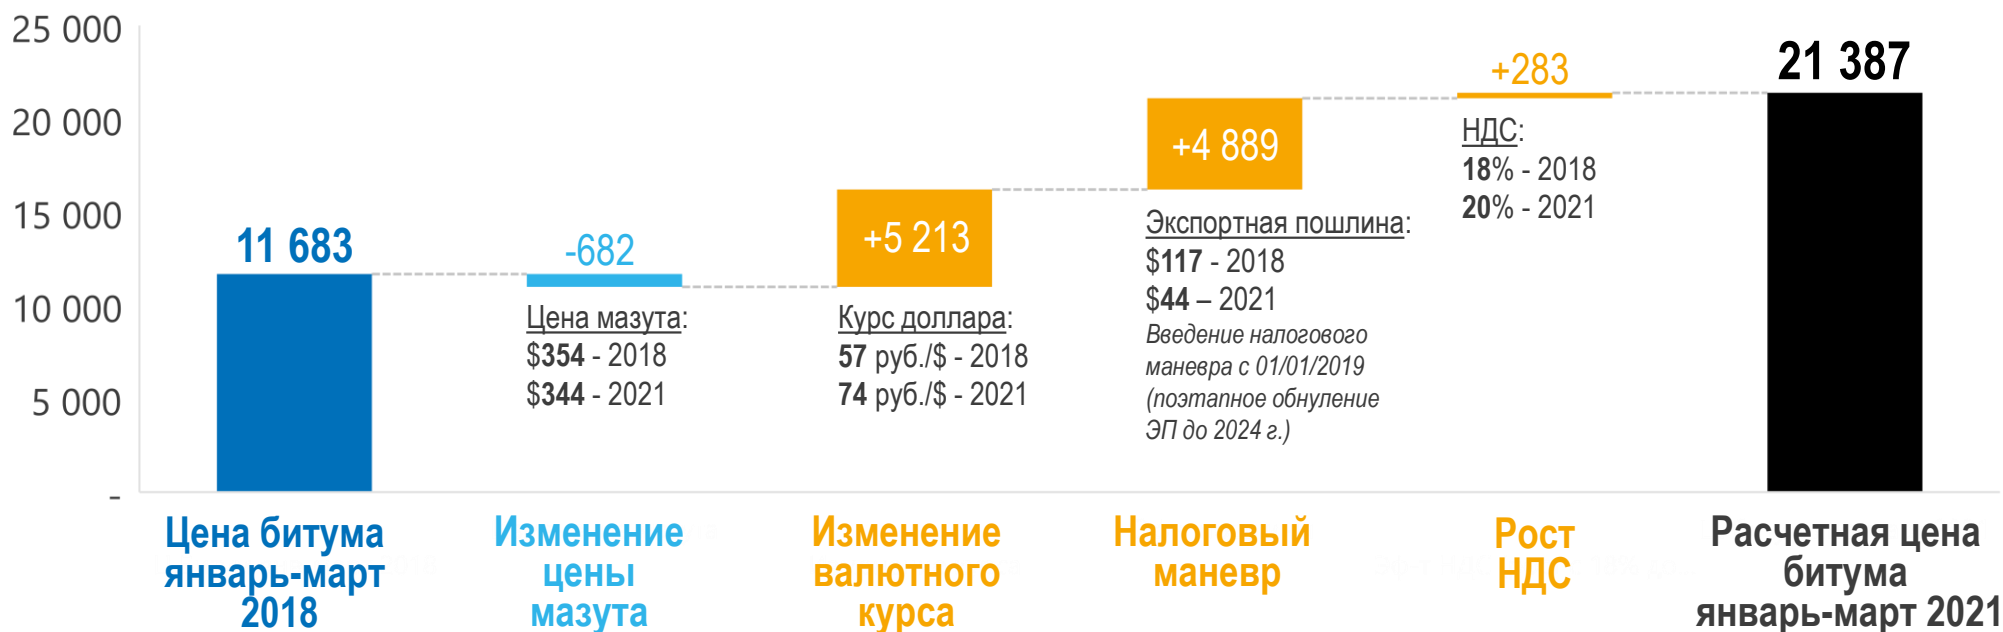 25 000
20 000
15 000
10 000
5 000
-
11 683
-682
Цена мазута:
$354 - 2018
$344 - 2021
+5 213
Курс доллара:
57 руб./$ - 2018
74 руб./$ - 2021
+4 889
Экспортная пошлина:
$117 - 2018
$44 – 2021
Введение налогового
маневра с 01/01/2019
(поэтапное обнуление
ЭП до 2024 г.)
+283
НДС:
18% - 2018
20% - 2021
21 387
Цена битума
январь-март
2018
Изменение
цены
мазута
Изменение
валютного
курса
Налоговый
маневр
Рост
НДС
Расчетная цена
битума
январь-март 2021